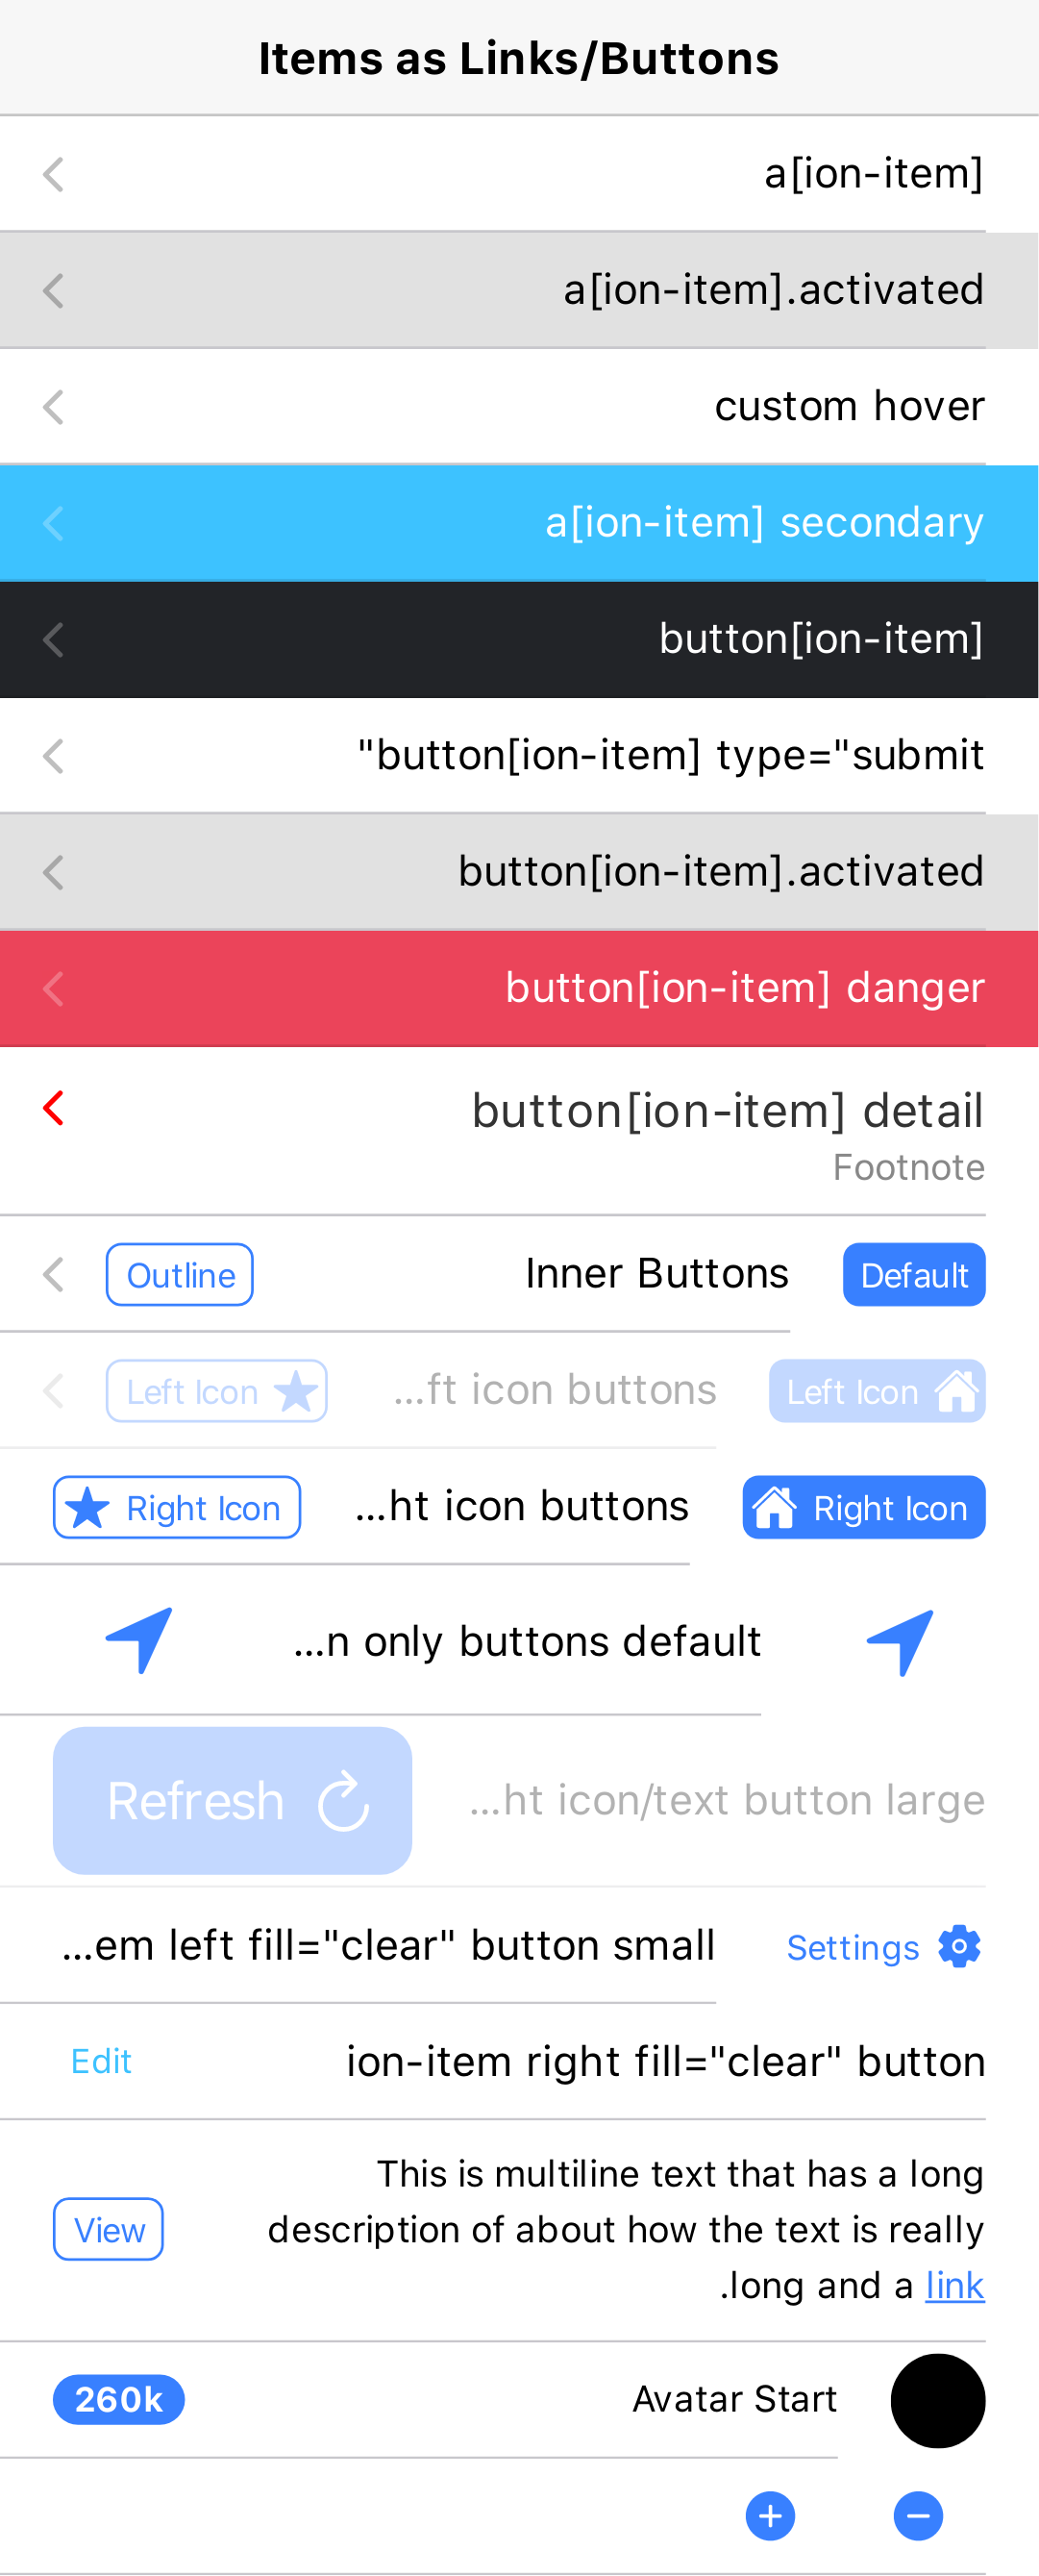 Items as Links/Buttons
a[ion-item]
a[ion-item].activated
custom hover
a[ion-item] secondary
button[ion-item]
"button[ion-item] type="submit
button[ion-item].activated
button[ion-item] danger
button[ion-item] detail
Footnote
Outline Inner Buttons Default
Left Icon ...ft icon buttons Left Icon
Right Icon ...ht icon buttons Right Icon
...n only buttons default
Refresh ...ht icon/text button large
...em left fill="clear" button small Settings
Edit ion-item right fill="clear" button
This is multiline text that has a long
View description of about how the text is really
.long and a link
260k Avatar Start